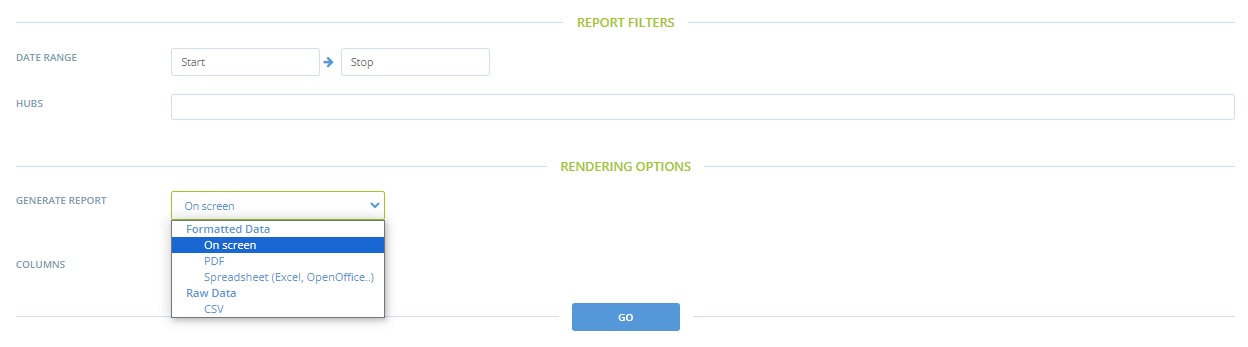 REPORT FILTERS
DATE RANGE
Start
Stop
HUBS
RENDERING OPTIONS
GENERATE REPORT
On screen
Formatted Data
On screen
PDF
Spreadsheet (Excel, OpenOffice..)
Raw Data
CSV
COLUMNS
GO